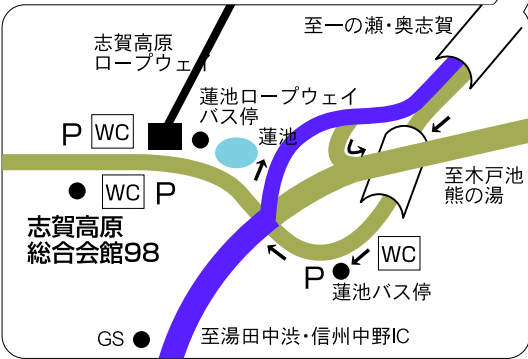 至一の瀬・奥志賀
志賀高原
ロープウェイ
蓮池ロープウェイ
バス停
P WC
蓮池
WC P
至木戸池
熊の湯
志賀高原
総合会館98
WC
P
蓮池バス停
GS
至湯田中渋・信州中野IC